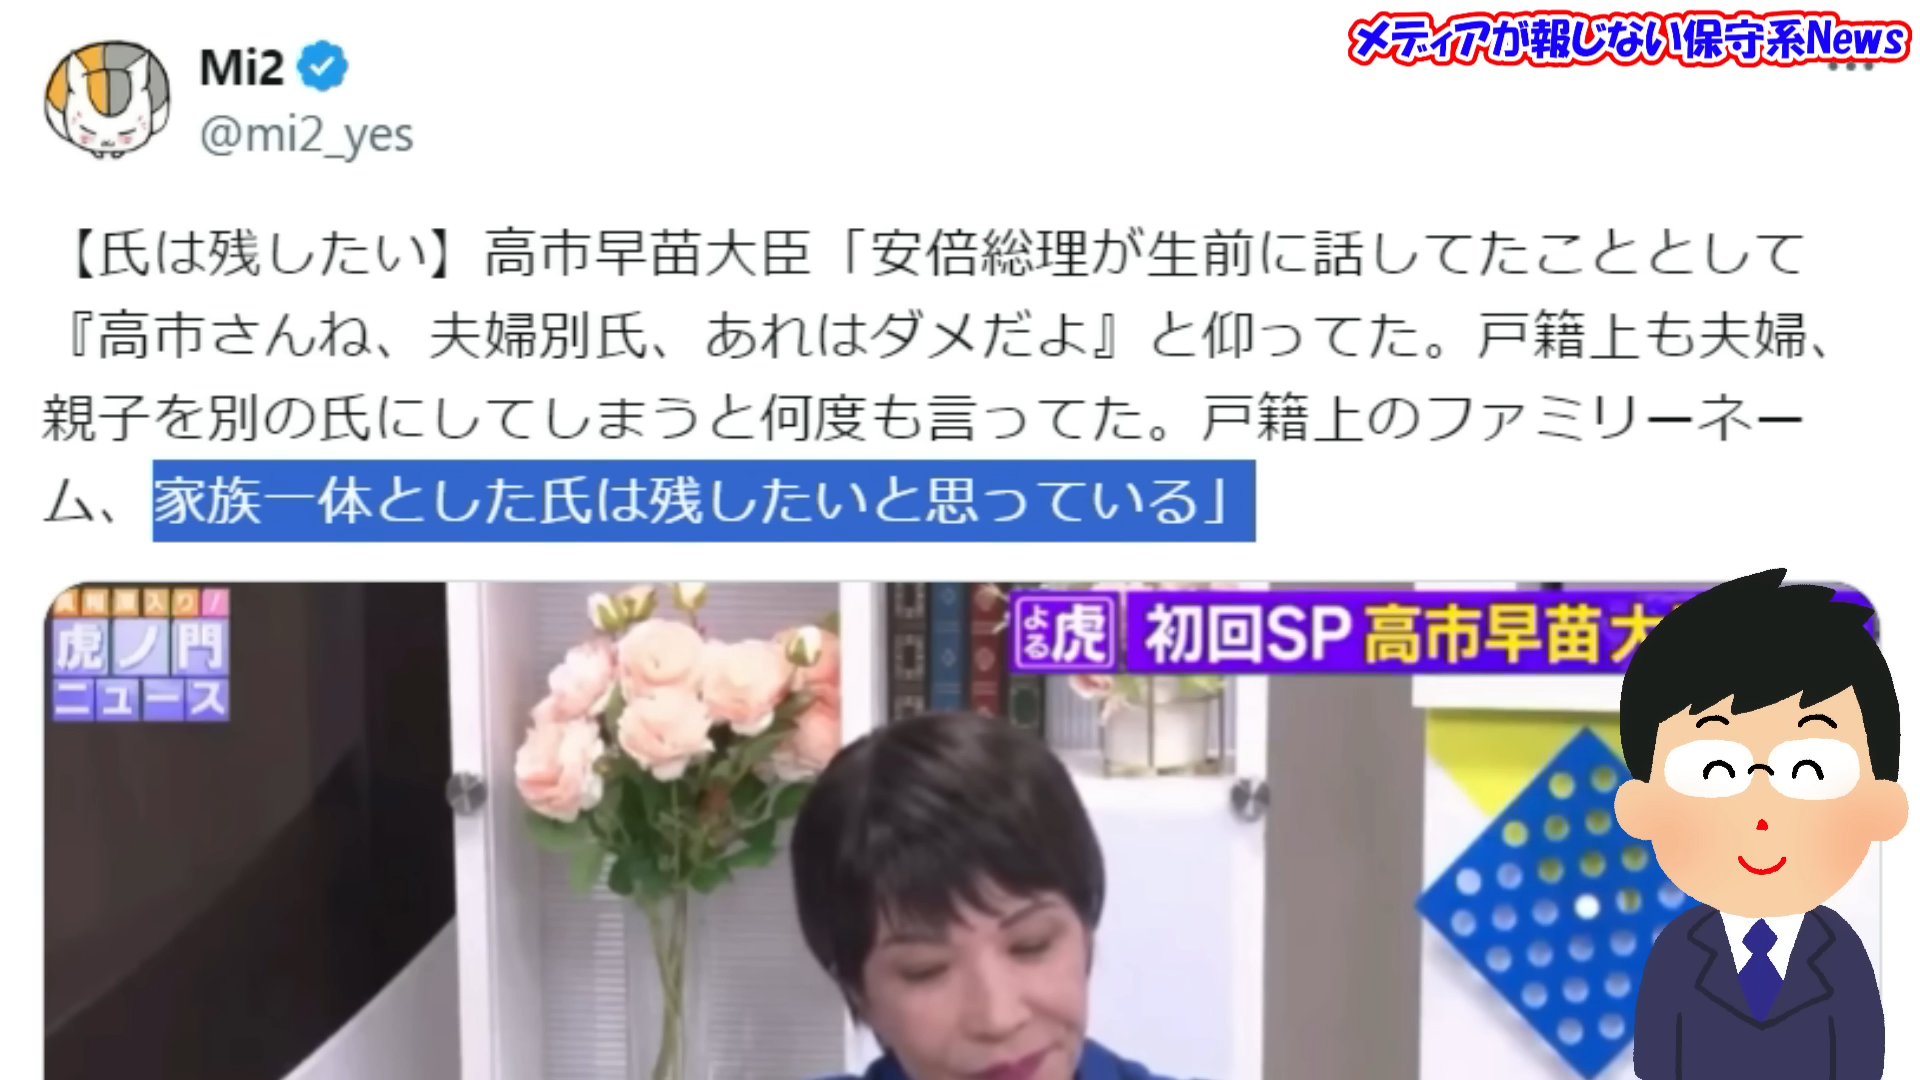 メディアが報じない保守系News
Mi2
@mi2_yes
【氏は残したい】高市早苗大臣「安倍総理が生前に話してたこととして
『高市さんね、夫婦別氏、あれはダメだよ』と仰ってた。戸籍上も夫婦、
親子を別の氏にしてしまうと何度も言ってた。戸籍上のファミリーネー
ム、家族一体とした氏は残したいと思っている」
虎ノ門
ニュース
よる虎 初回SP 高市早苗大